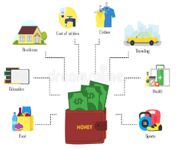 Cost of utilities
Clothes
Residence
Traveling
Education
Health
Food
Sports
MONEY